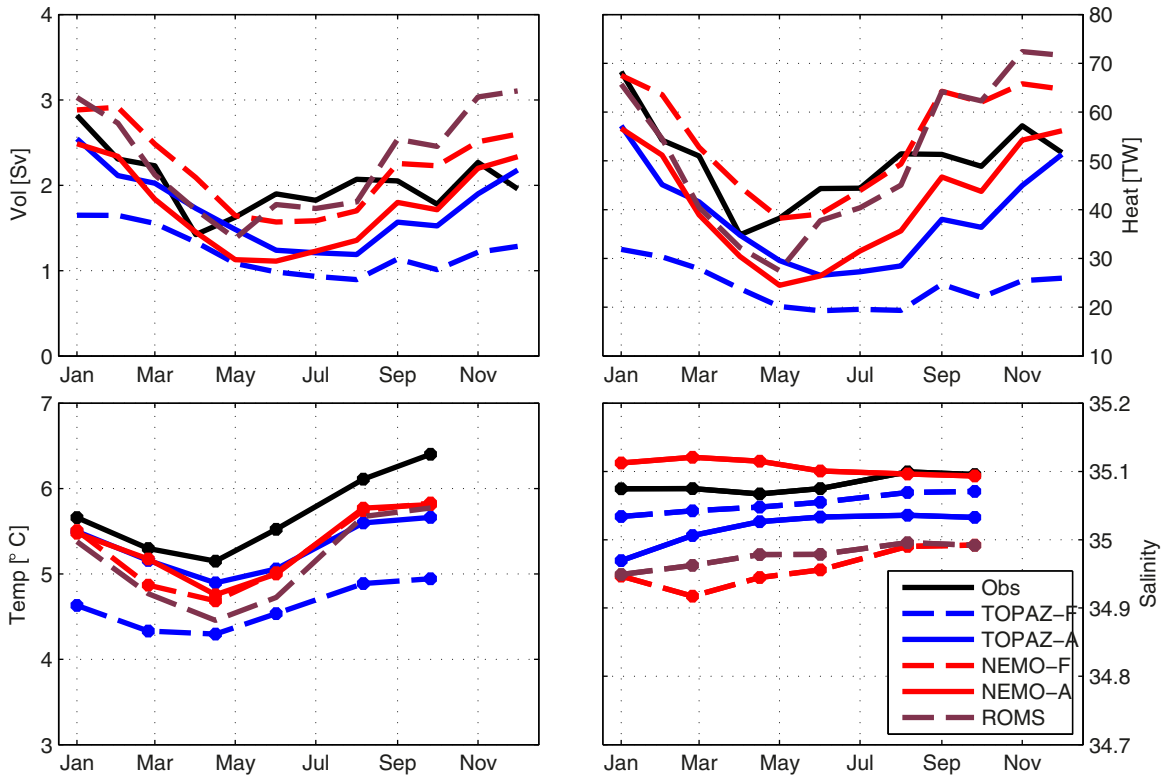 4
3
2
1
0
Vol [Sv]
Jan Mar May Jul Sep Nov
80
70
60
50
40
30
20
10
Heat [TW]
Jan Mar May Jul Sep Nov
7
6
5
4
3
Temp [° C]
Jan Mar May Jul Sep Nov
35.2
35.1
35
34.9
34.8
34.7
Salinity
Obs
TOPAZ−F
TOPAZ−A
NEMO−F
NEMO−A
ROMS
Jan Mar May Jul Sep Nov